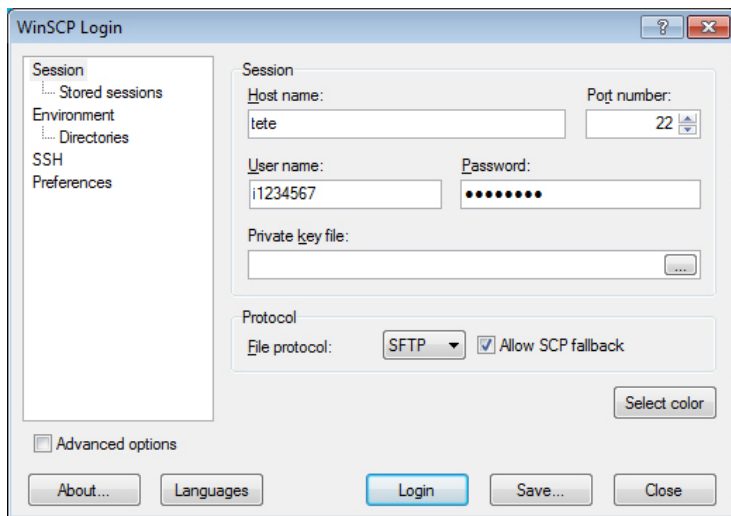 WinSCP Login
Session
Stored sessions
Environment
Directories
SSH
Preferences
Session
Host name:
Port number:
tete
22
User name:
Password:
i1234567
●●●●●●●●
Private key file:
...
Protocol
File protocol:
SFTP
Allow SCP fallback
Select color
Advanced options
About...
Languages
Login
Save...
Close